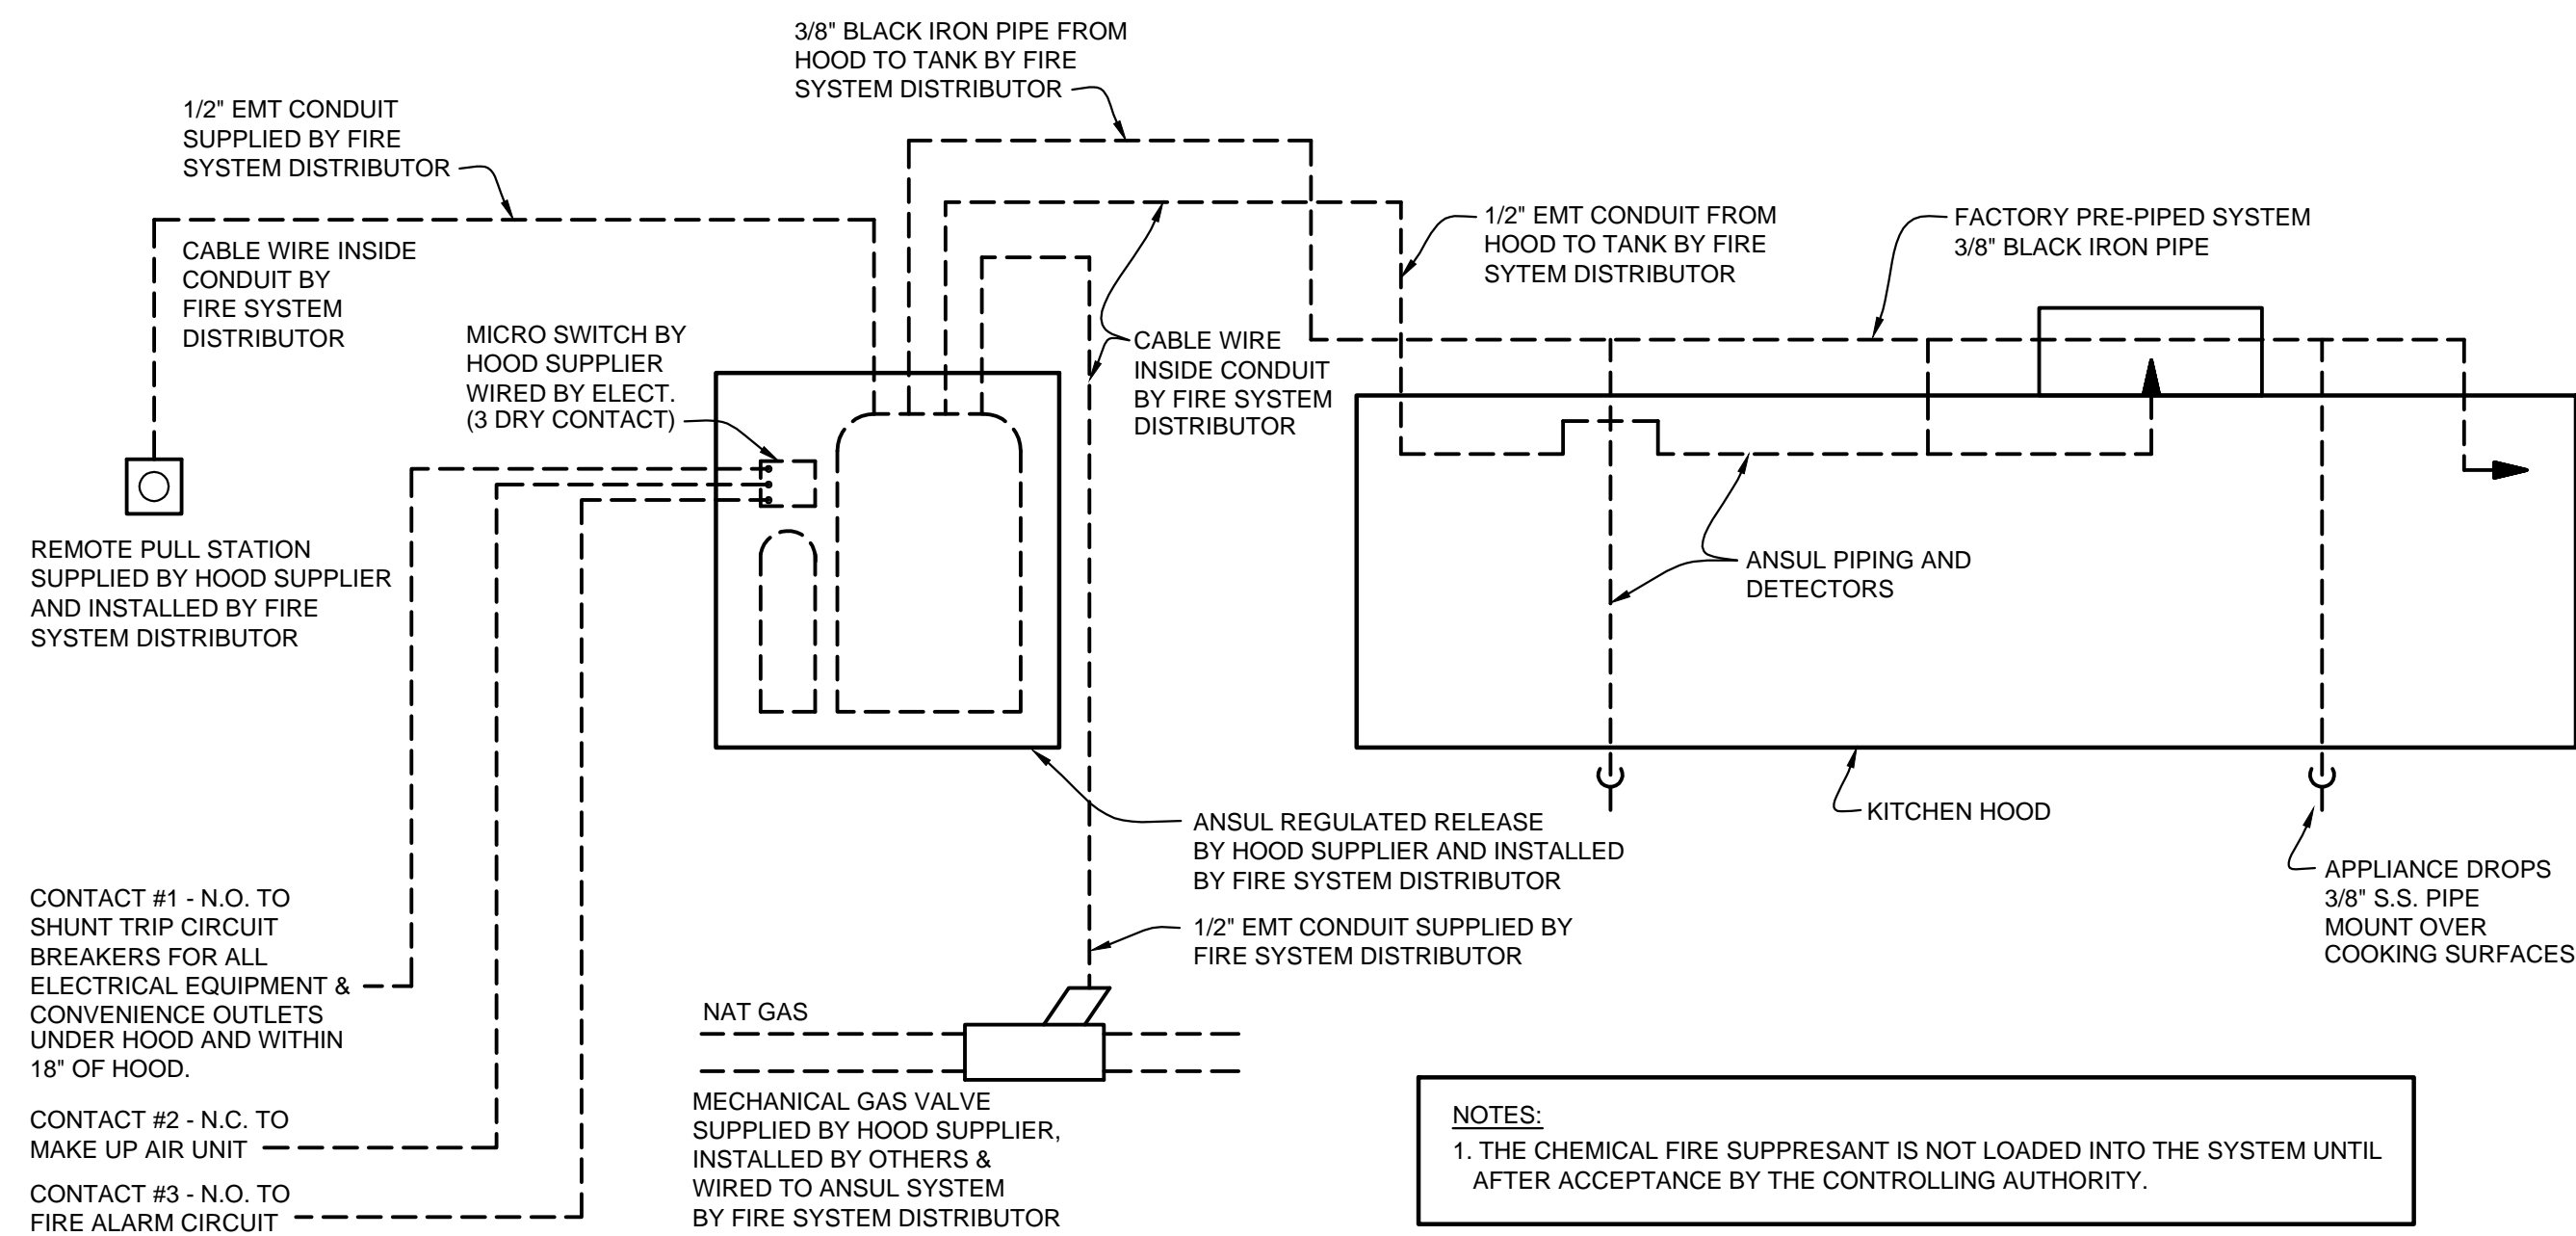 3/8" BLACK IRON PIPE FROM
HOOD TO TANK BY FIRE
SYSTEM DISTRIBUTOR
1/2" EMT CONDUIT
SUPPLIED BY FIRE
SYSTEM DISTRIBUTOR
CABLE WIRE INSIDE
CONDUIT BY
FIRE SYSTEM
DISTRIBUTOR
1/2" EMT CONDUIT FROM
HOOD TO TANK BY FIRE
SYTEM DISTRIBUTOR
FACTORY PRE-PIPED SYSTEM
3/8" BLACK IRON PIPE
MICRO SWITCH BY
HOOD SUPPLIER
WIRED BY ELECT.
(3 DRY CONTACT)
CABLE WIRE
INSIDE CONDUIT
BY FIRE SYSTEM
DISTRIBUTOR
REMOTE PULL STATION
SUPPLIED BY HOOD SUPPLIER
AND INSTALLED BY FIRE
SYSTEM DISTRIBUTOR
ANSUL PIPING AND
DETECTORS
KITCHEN HOOD
ANSUL REGULATED RELEASE
BY HOOD SUPPLIER AND INSTALLED
BY FIRE SYSTEM DISTRIBUTOR
APPLIANCE DROPS
3/8" S.S. PIPE
MOUNT OVER
COOKING SURFACES
1/2" EMT CONDUIT SUPPLIED BY
FIRE SYSTEM DISTRIBUTOR
CONTACT #1 - N.O. TO
SHUNT TRIP CIRCUIT
BREAKERS FOR ALL
ELECTRICAL EQUIPMENT &
CONVENIENCE OUTLETS
UNDER HOOD AND WITHIN
18" OF HOOD.
CONTACT #2 - N.C. TO
MAKE UP AIR UNIT
CONTACT #3 - N.O. TO
FIRE ALARM CIRCUIT
NAT GAS
MECHANICAL GAS VALVE
SUPPLIED BY HOOD SUPPLIER,
INSTALLED BY OTHERS &
WIRED TO ANSUL SYSTEM
BY FIRE SYSTEM DISTRIBUTOR
NOTES:
1. THE CHEMICAL FIRE SUPPRESANT IS NOT LOADED INTO THE SYSTEM UNTIL
AFTER ACCEPTANCE BY THE CONTROLLING AUTHORITY.